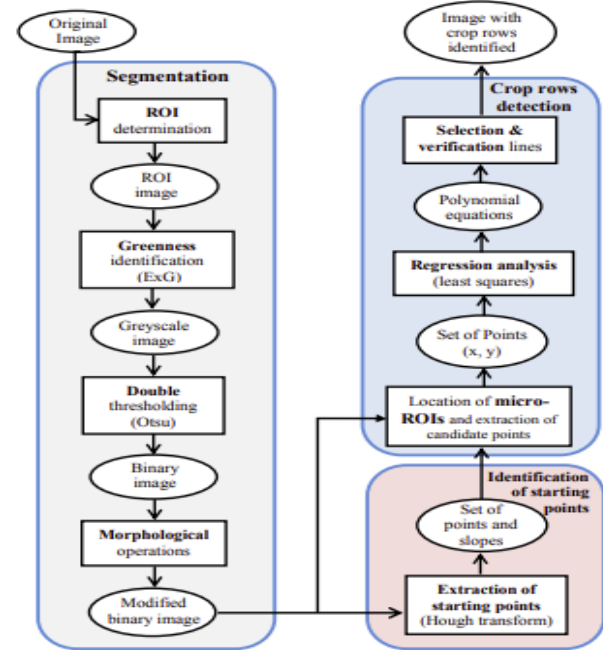 Original
Image
Segmentation
ROI
determination
ROI
image
Greenness
identification
(ExG)
Greyscale
image
Double
thresholding
(Otsu)
Binary
image
Morphological
operations
Modified
binary image
Image with
crop rows
identified
Crop rows
detection
Selection &
verification lines
Polynomial
equations
Regression analysis
(least squares)
Set of Points
(x, y)
Location of micro-
ROIs and extraction of
candidate points
Identification
of starting
points
Set of
points and
slopes
Extraction of
starting points
(Hough transform)